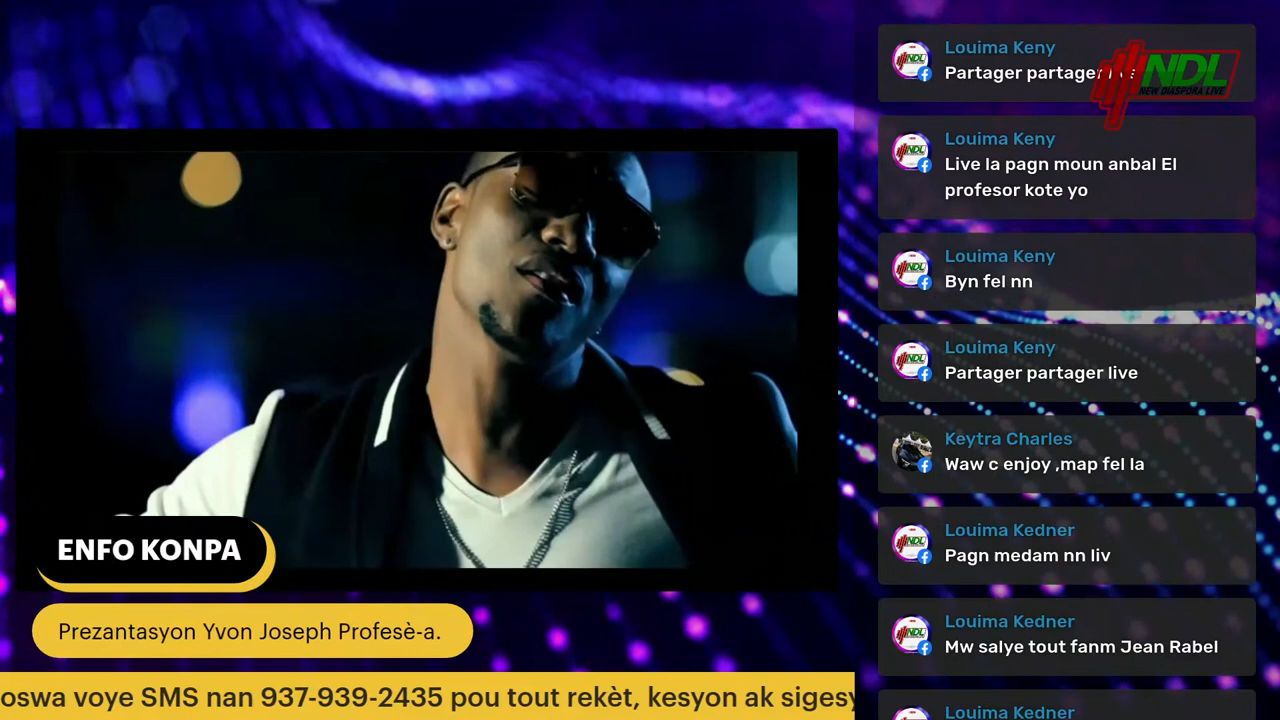 ENFO KONPA
Prezantasyon Yvon Joseph Profesè-a.
oswa voye SMS nan 937-939-2435 pou tout rekèt, kesyon ak sigesy
NDL
NEW DIASPORA LIVE
Louima Keny
Partager partager
Louima Keny
Live la pagn moun anbal El
profesor kote yo
Louima Keny
Byn fel nn
Louima Keny
Partager partager live
Keytra Charles
Waw c enjoy ,map fel la
Louima Kedner
Pagn medam nn liv
Louima Kedner
Mw salye tout fanm Jean Rabel
Louima Kedner